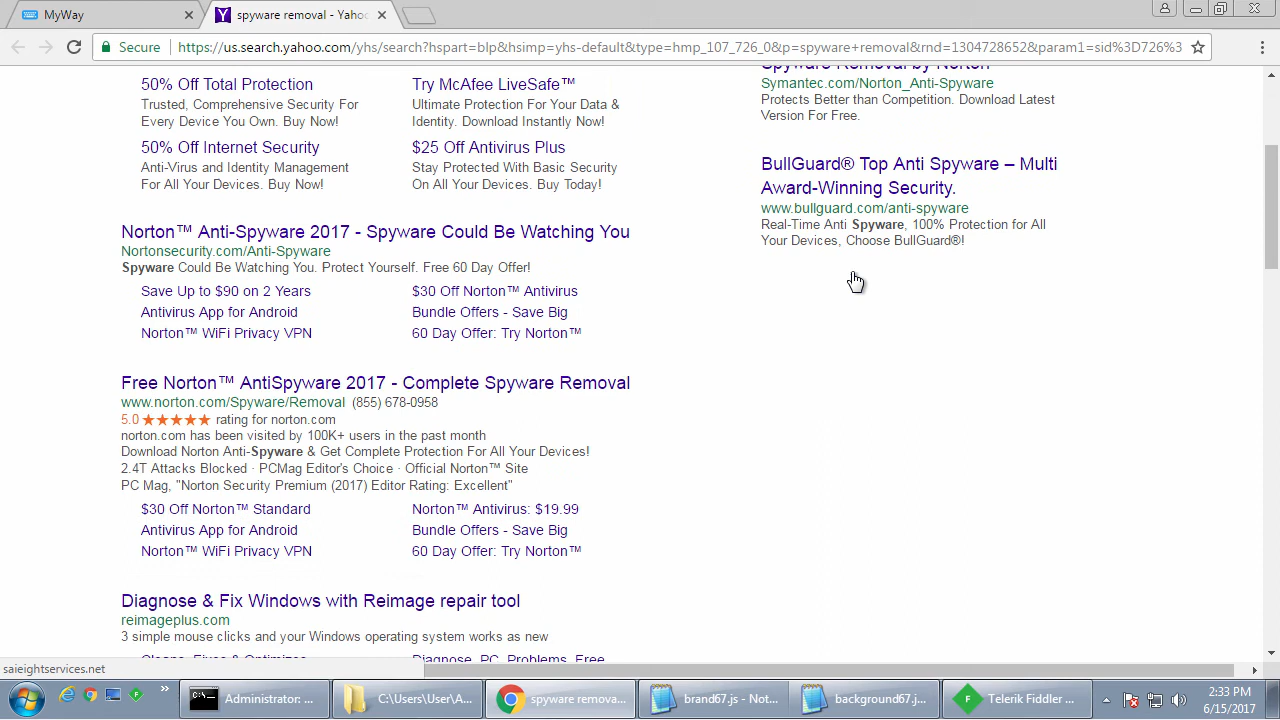 MyWay
spyware removal - Yahoo
Secure
https://us.search.yahoo.com/yhs/search?hspart=blp&hsimp=yhs-default&type=hmp_107_726_0&p=spyware+removal&rnd=1304728652&param1=sid%3D726%3
50% Off Total Protection
Trusted, Comprehensive Security For
Every Device You Own. Buy Now!
Try McAfee LiveSafe™
Ultimate Protection For Your Data &
Identity. Download Instantly Now!
50% Off Internet Security
Anti-Virus and Identity Management
For All Your Devices. Buy Now!
$25 Off Antivirus Plus
Stay Protected With Basic Security
On All Your Devices. Buy Today!
Norton™ Anti-Spyware 2017 - Spyware Could Be Watching You
Nortonsecurity.com/Anti-Spyware
Spyware Could Be Watching You. Protect Yourself. Free 60 Day Offer!
Save Up to $90 on 2 Years
$30 Off Norton™ Antivirus
Antivirus App for Android
Bundle Offers - Save Big
Norton™ WiFi Privacy VPN
60 Day Offer: Try Norton™
Free Norton™ AntiSpyware 2017 - Complete Spyware Removal
www.norton.com/Spyware/Removal (855) 678-0958
5.0 ★★★★★ rating for norton.com
norton.com has been visited by 100K+ users in the past month
Download Norton Anti-Spyware & Get Complete Protection For All Your Devices!
2.4T Attacks Blocked · PCMag Editor's Choice · Official Norton™ Site
PC Mag, "Norton Security Premium (2017) Editor Rating: Excellent"
$30 Off Norton™ Standard
Norton™ Antivirus: $19.99
Antivirus App for Android
Bundle Offers - Save Big
Norton™ WiFi Privacy VPN
60 Day Offer: Try Norton™
Diagnose & Fix Windows with Reimage repair tool
reimageplus.com
3 simple mouse clicks and your Windows operating system works as new
Cleans, Fixes & Optimizes
Diagnose, PC, Problems, Free
Spyware Removal by Norton
Symantec.com/Norton_Anti-Spyware
Protects Better than Competition. Download Latest
Version For Free.
BullGuard® Top Anti Spyware – Multi
Award-Winning Security.
www.bullguard.com/anti-spyware
Real-Time Anti Spyware, 100% Protection for All
Your Devices, Choose BullGuard®!
saieightservices.net
Administrator: ...
C:\Users\User\A...
spyware remova...
brand67.js - Not...
background67.j...
Telerik Fiddler ...
2:33 PM
6/15/2017